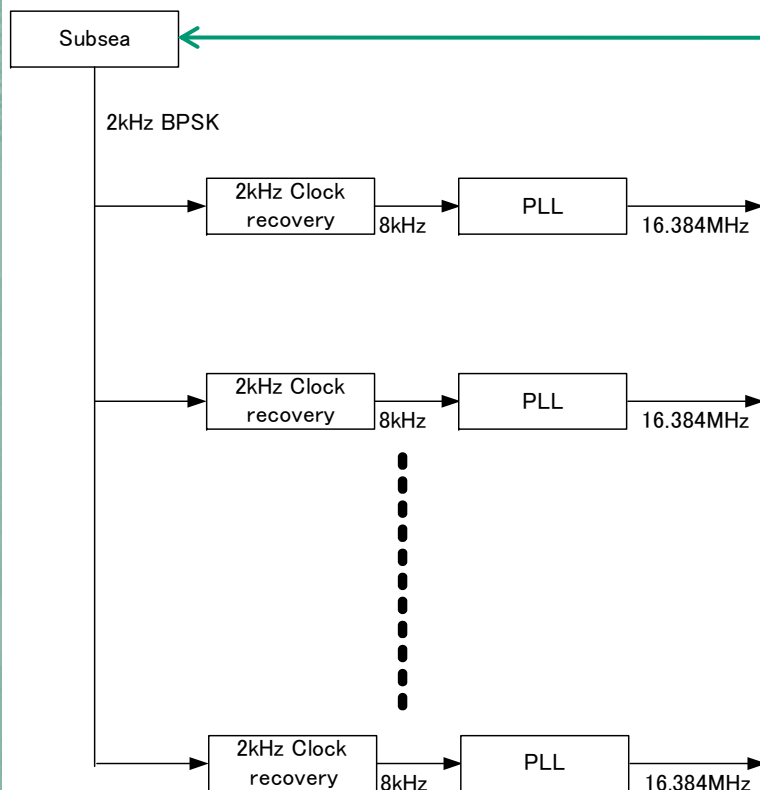 Subsea
2kHz BPSK
2kHz Clock
recovery
8kHz
PLL
16.384MHz
2kHz Clock
recovery
8kHz
PLL
16.384MHz
2kHz Clock
recovery
8kHz
PLL
16.384MHz